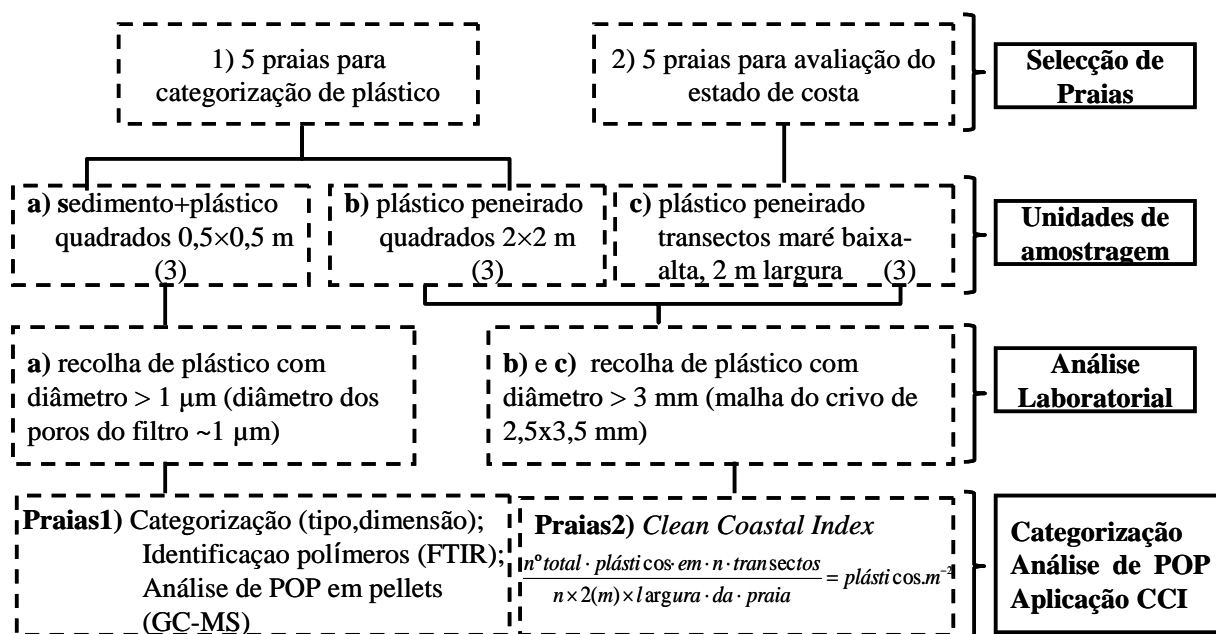 1) 5 praias para
categorização de plástico
2) 5 praias para avaliação do
estado de costa
Selecção de
Praias
a) sedimento+plástico
quadrados 0,5×0,5 m
(3)
b) plástico peneirado
quadrados 2×2 m
(3)
c) plástico peneirado
transectos maré baixa-
alta, 2 m largura (3)
Unidades de
amostragem
a) recolha de plástico com
diâmetro > 1 μm (diâmetro dos
poros do filtro ~1 μm)
b) e c) recolha de plástico com
diâmetro > 3 mm (malha do crivo de
2,5x3,5 mm)
Análise
Laboratorial
Praias1) Categorização (tipo,dimensão);
Identificaçao polímeros (FTIR);
Análise de POP em pellets
(GC-MS)
Praias2) Clean Coastal Index
nº total · plásticos · em · n · transectos
n × 2(m) × largura · da · praia
= plásticos.m⁻²
Categorização
Análise de POP
Aplicação CCI